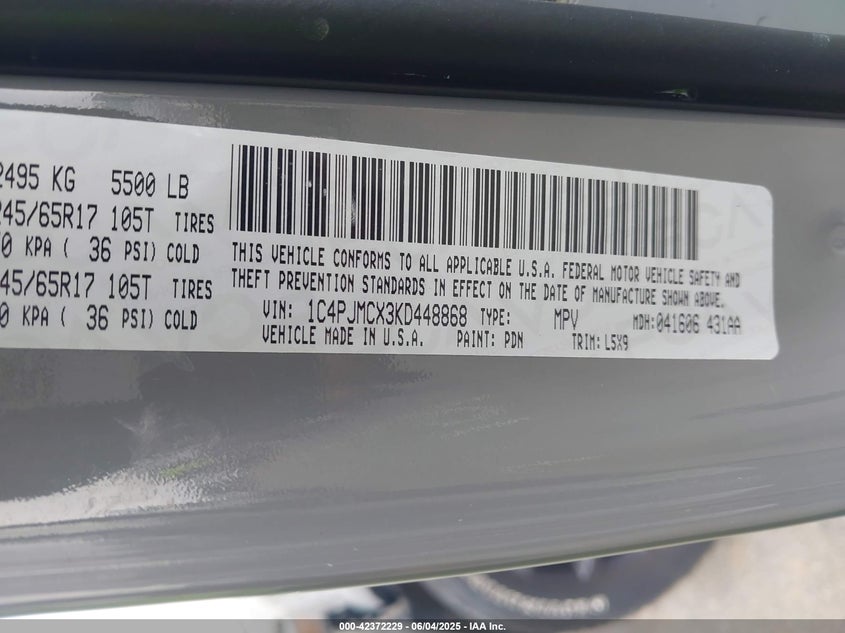 2495 KG 5500 LB
245/65R17 105T TIRES
0 KPA ( 36 PSI) COLD
245/65R17 105T TIRES
0 KPA ( 36 PSI) COLD
THIS VEHICLE CONFORMS TO ALL APPLICABLE U.S.A. FEDERAL MOTOR VEHICLE SAFETY AND
THEFT PREVENTION STANDARDS IN EFFECT ON THE DATE OF MANUFACTURE SHOWN ABOVE.
VIN: 1C4PJMCX3KD448868 TYPE: MPV MDH:041606 431AA
VEHICLE MADE IN U.S.A. PAINT: PDN TRIM: L5X9
000-42372229 - 06/04/2025 - IAA Inc.